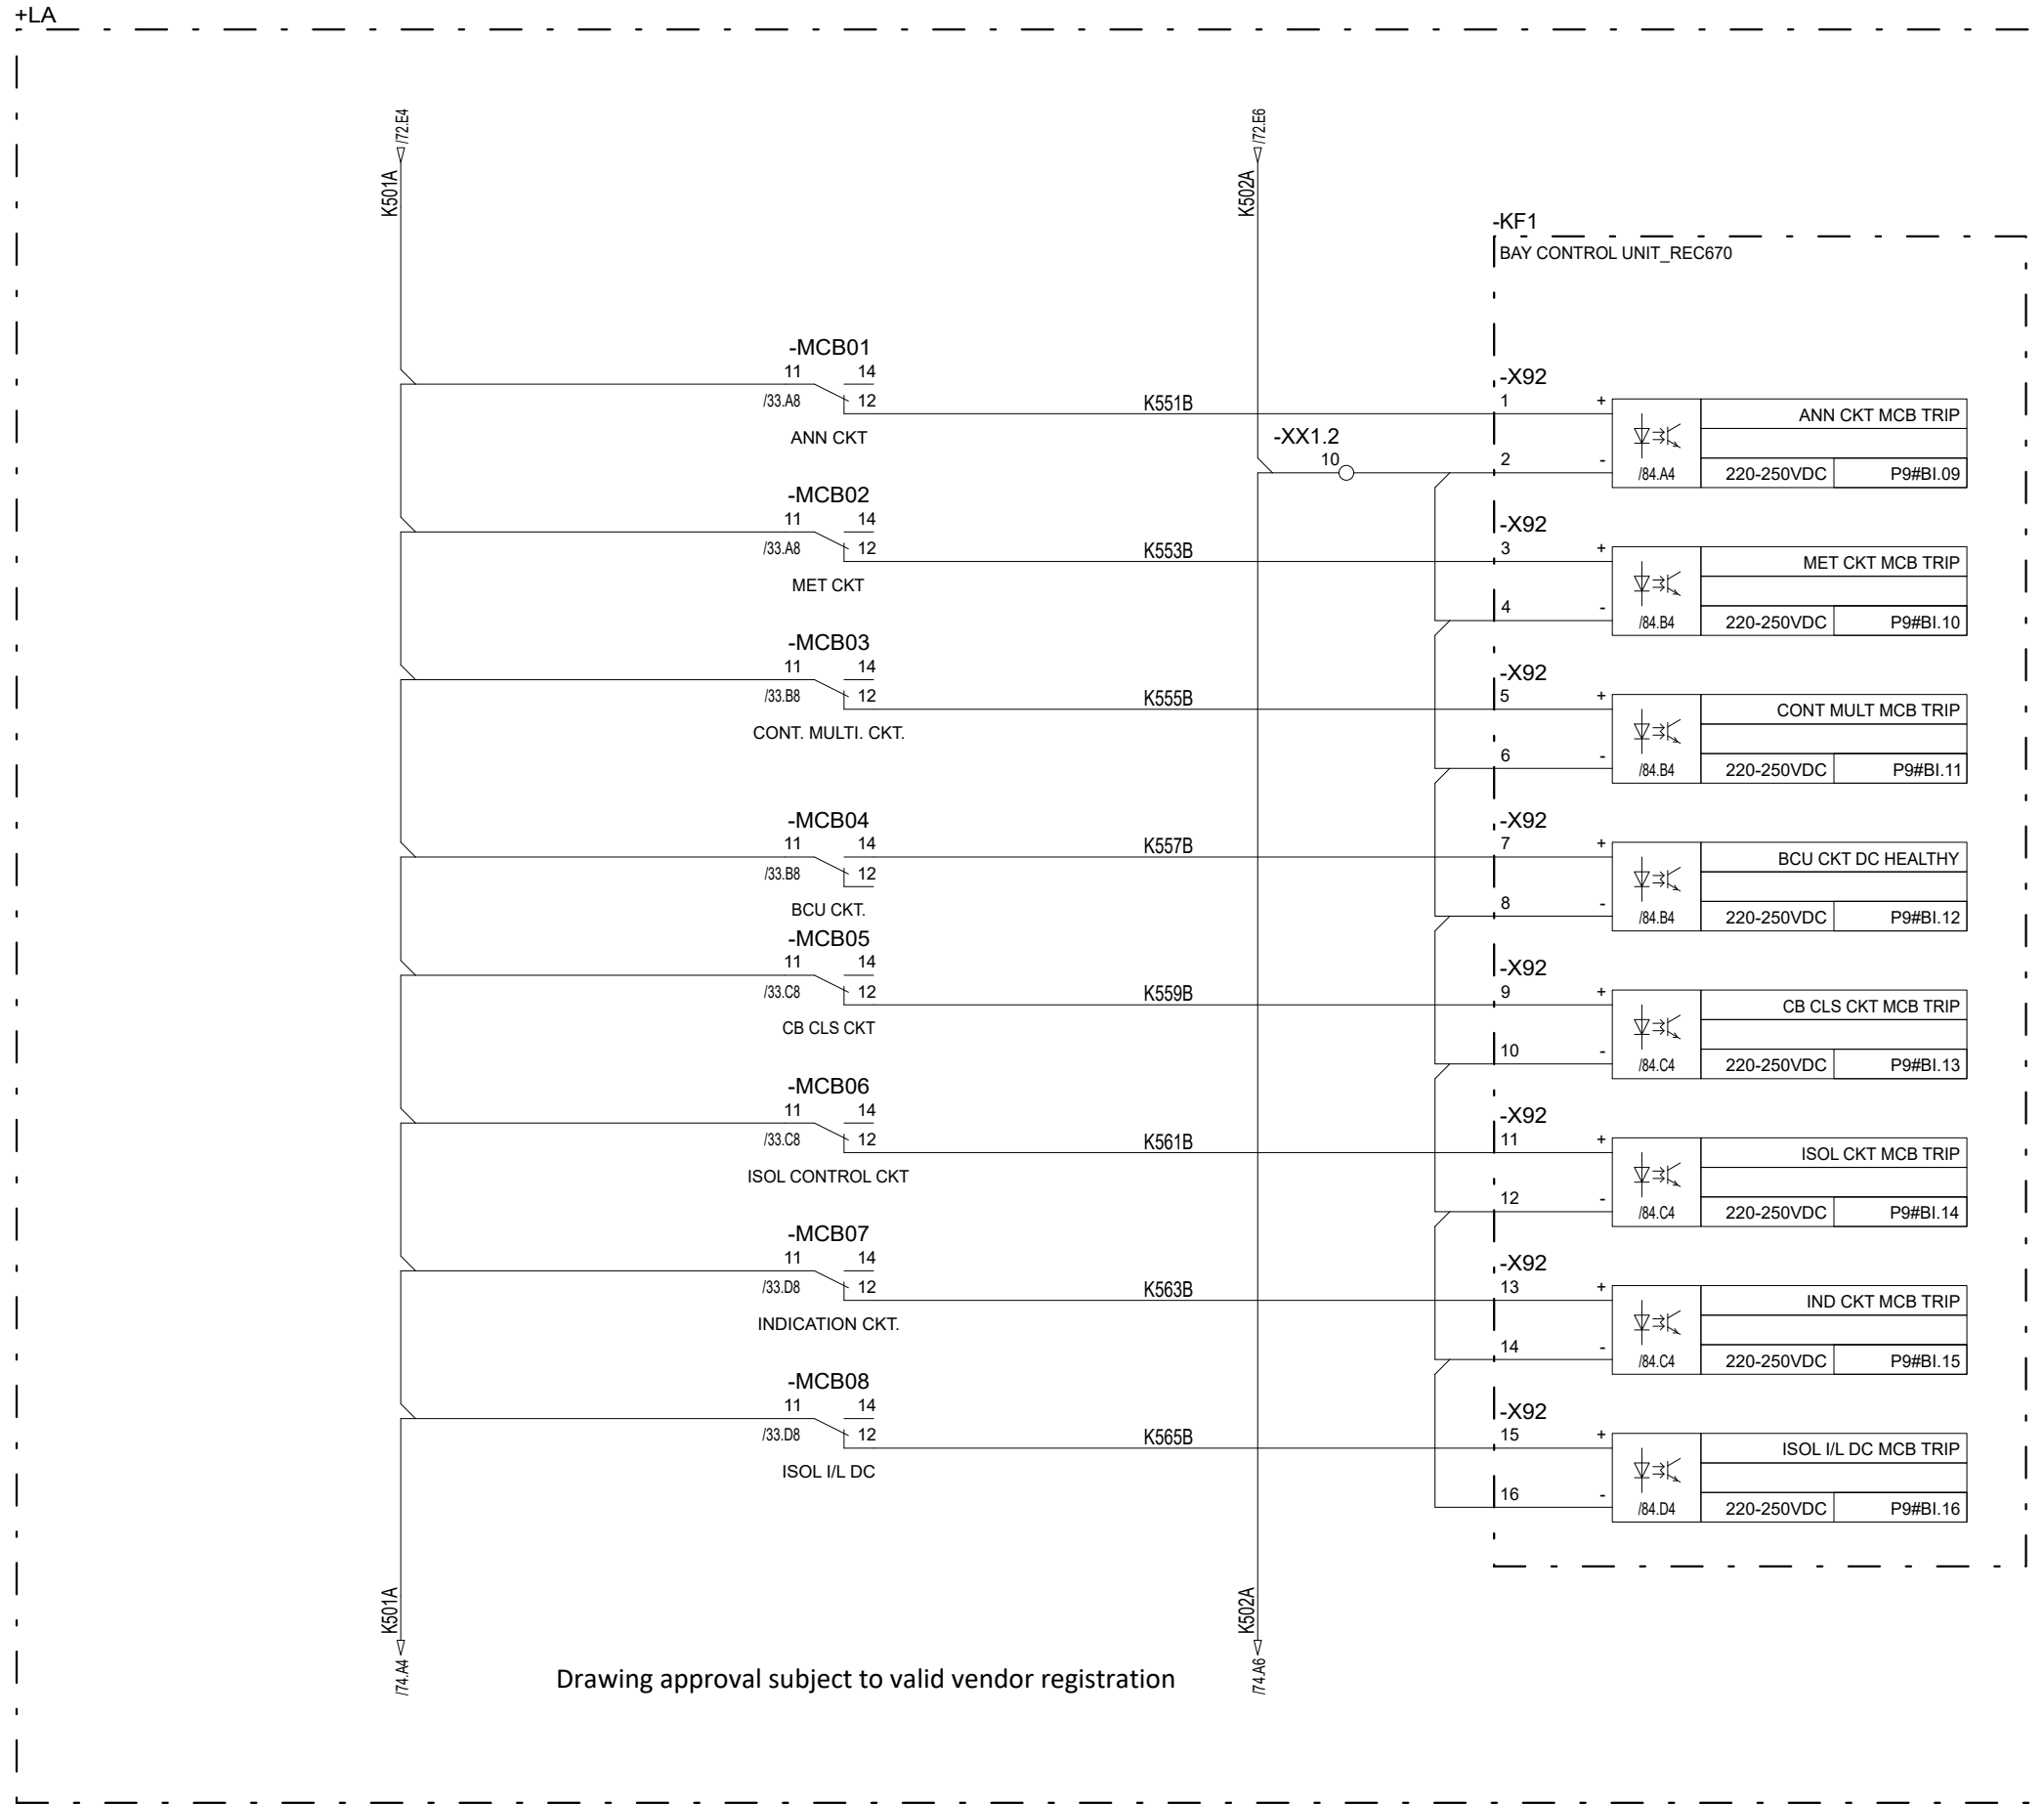 +LA
/72.E4
K501A
/72.E6
K502A
-KF1
BAY CONTROL UNIT_REC670
-MCB01
11 14
/33.A8 12
ANN CKT
K551B
-X92
1 +
2 -
-XX1.2
10
/84.A4
ANN CKT MCB TRIP
220-250VDC P9#BI.09
-MCB02
11 14
/33.A8 12
MET CKT
K553B
-X92
3 +
4 -
/84.B4
MET CKT MCB TRIP
220-250VDC P9#BI.10
-MCB03
11 14
/33.B8 12
CONT. MULTI. CKT.
K555B
-X92
5 +
6 -
/84.B4
CONT MULT MCB TRIP
220-250VDC P9#BI.11
-MCB04
11 14
/33.B8 12
BCU CKT.
K557B
-X92
7 +
8 -
/84.B4
BCU CKT DC HEALTHY
220-250VDC P9#BI.12
-MCB05
11 14
/33.C8 12
CB CLS CKT
K559B
-X92
9 +
10 -
/84.C4
CB CLS CKT MCB TRIP
220-250VDC P9#BI.13
-MCB06
11 14
/33.C8 12
ISOL CONTROL CKT
K561B
-X92
11 +
12 -
/84.C4
ISOL CKT MCB TRIP
220-250VDC P9#BI.14
-MCB07
11 14
/33.D8 12
INDICATION CKT.
K563B
-X92
13 +
14 -
/84.C4
IND CKT MCB TRIP
220-250VDC P9#BI.15
-MCB08
11 14
/33.D8 12
ISOL I/L DC
K565B
-X92
15 +
16 -
/84.D4
ISOL I/L DC MCB TRIP
220-250VDC P9#BI.16
K501A
/74.A4
K502A
/74.A6
Drawing approval subject to valid vendor registration